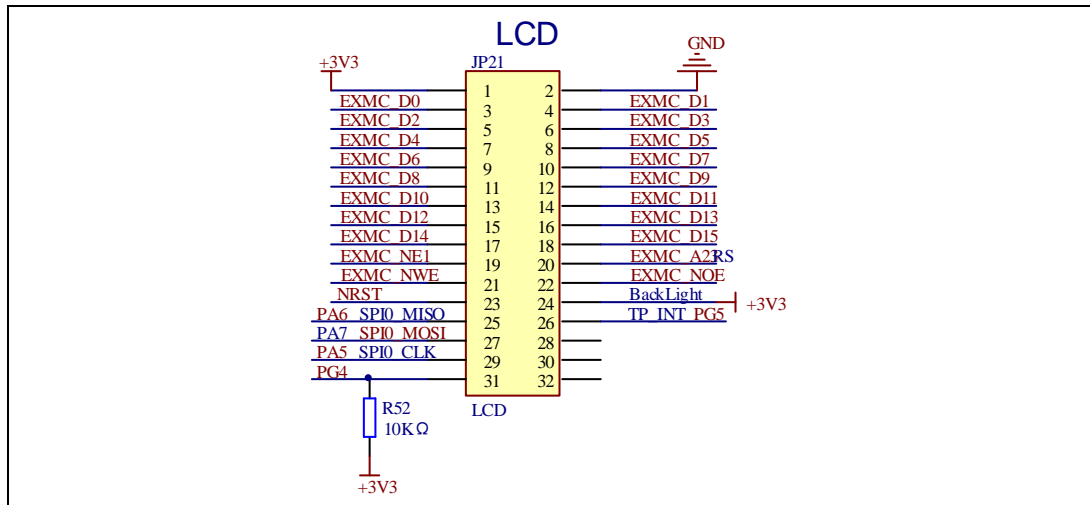 LCD
+3V3 JP21 GND
1 2
EXMC_D0 3 4 EXMC_D1
EXMC_D2 5 6 EXMC_D3
EXMC_D4 7 8 EXMC_D5
EXMC_D6 9 10 EXMC_D7
EXMC_D8 11 12 EXMC_D9
EXMC_D10 13 14 EXMC_D11
EXMC_D12 15 16 EXMC_D13
EXMC_D14 17 18 EXMC_D15
EXMC_NE1 19 20 EXMC_A23 RS
EXMC_NWE 21 22 EXMC_NOE
NRST 23 24 BackLight +3V3
PA6 SPI0_MISO 25 26 TP_INT PG5
PA7 SPI0_MOSI 27 28
PA5 SPI0_CLK 29 30
PG4 31 32
R52 LCD
10KΩ
+3V3